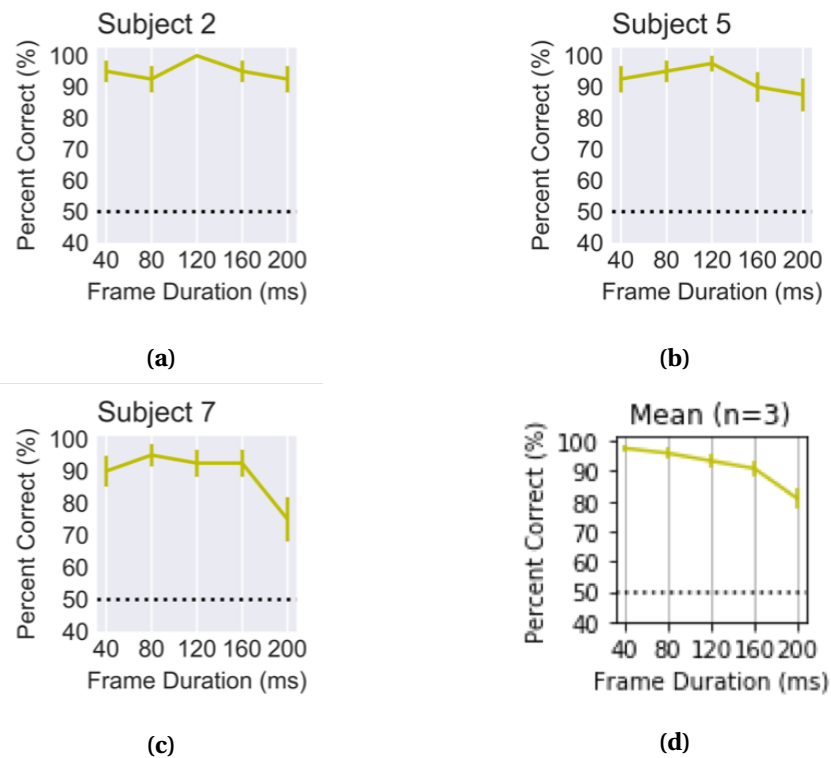 Subject 2
Percent Correct (%)
100
90
80
70
60
50
40
40 80 120 160 200
Frame Duration (ms)
(a)
Subject 5
Percent Correct (%)
100
90
80
70
60
50
40
40 80 120 160 200
Frame Duration (ms)
(b)
Subject 7
Percent Correct (%)
100
90
80
70
60
50
40
40 80 120 160 200
Frame Duration (ms)
(c)
Mean (n=3)
Percent Correct (%)
100
90
80
70
60
50
40
40 80 120 160 200
Frame Duration (ms)
(d)